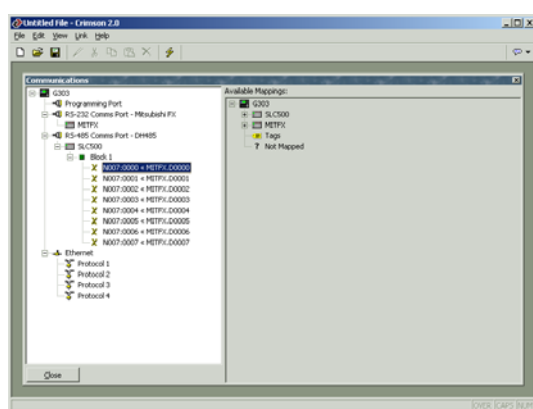 Untitled File - Crimson 2.0
File Edit View Link Help
Communications
G303
Programming Port
RS-232 Comms Port - Mitsubishi FX
MITFX
RS-485 Comms Port - DH485
SLC500
Block 1
N007:0000 « MITFX.D0000
N007:0001 « MITFX.D0001
N007:0002 « MITFX.D0002
N007:0003 « MITFX.D0003
N007:0004 « MITFX.D0004
N007:0005 « MITFX.D0005
N007:0006 « MITFX.D0006
N007:0007 « MITFX.D0007
Ethernet
Protocol 1
Protocol 2
Protocol 3
Protocol 4
Close
Available Mappings:
G303
SLC500
MITFX
Tags
? Not Mapped
OVER CAPS NUM